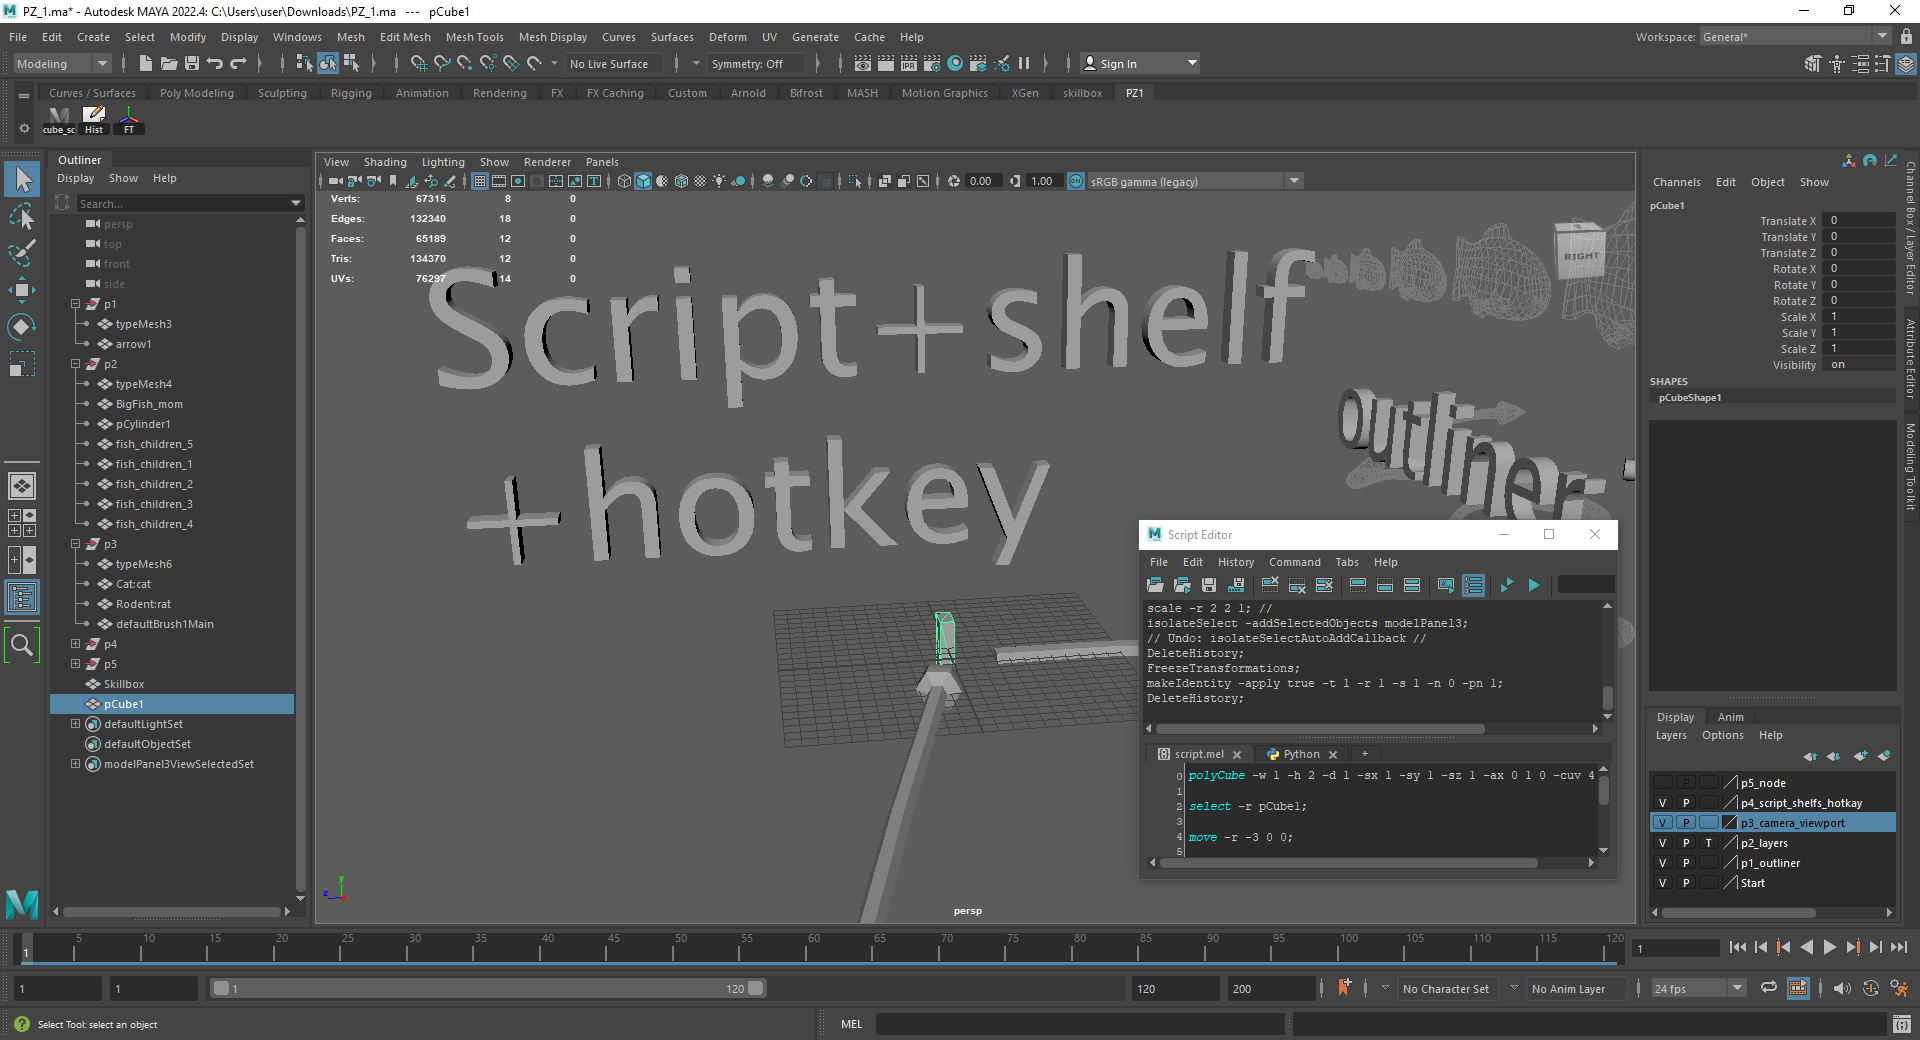 PZ_1.ma* - Autodesk MAYA 2022.4: C:\Users\user\Downloads\PZ_1.ma   ---   pCube1
File Edit Create Select Modify Display Windows Mesh Edit Mesh Mesh Tools Mesh Display Curves Surfaces Deform UV Generate Cache Help
Workspace: General*
Modeling
No Live Surface
Symmetry: Off
IPR
Sign In
Curves / Surfaces Poly Modeling Sculpting Rigging Animation Rendering FX FX Caching Custom Arnold Bifrost MASH Motion Graphics XGen skillbox PZ1
cube_sc Hist FT
Outliner
Display Show Help
Search...
persp
top
front
side
p1
typeMesh3
arrow1
p2
typeMesh4
BigFish_mom
pCylinder1
fish_children_5
fish_children_1
fish_children_2
fish_children_3
fish_children_4
p3
typeMesh6
Cat:cat
Rodent:rat
defaultBrush1Main
p4
p5
Skillbox
pCube1
defaultLightSet
defaultObjectSet
modelPanel3ViewSelectedSet
View Shading Lighting Show Renderer Panels
0.00
1.00
ON
sRGB gamma (legacy)
Verts: 67315 8 0
Edges: 132340 18 0
Faces: 65189 12 0
Tris: 134370 12 0
UVs: 76297 14 0
Script+shelf
+hotkey
outliner
RIGHT
persp
y
z
Script Editor
File Edit History Command Tabs Help
scale -r 2 2 1; //
isolateSelect -addSelectedObjects modelPanel3;
// Undo: isolateSelectAutoAddCallback //
DeleteHistory;
FreezeTransformations;
makeIdentity -apply true -t 1 -r 1 -s 1 -n 0 -pn 1;
DeleteHistory;
script.mel
Python
+
0 polyCube -w 1 -h 2 -d 1 -sx 1 -sy 1 -sz 1 -ax 0 1 0 -cuv 4
1
2 select -r pCube1;
3
4 move -r -3 0 0;
5
Channels Edit Object Show
pCube1
Translate X 0
Translate Y 0
Translate Z 0
Rotate X 0
Rotate Y 0
Rotate Z 0
Scale X 1
Scale Y 1
Scale Z 1
Visibility on
SHAPES
pCubeShape1
Channel Box / Layer Editor
Attribute Editor
Modeling Toolkit
Display Anim
Layers Options Help
P p5_node
V P p4_script_shelfs_hotkay
V P p3_camera_viewport
V P T p2_layers
V P p1_outliner
V P Start
1 5 10 15 20 25 30 35 40 45 50 55 60 65 70 75 80 85 90 95 100 105 110 115 120
1
1 1 1 120 120 200
No Character Set
No Anim Layer
24 fps
Select Tool: select an object
MEL